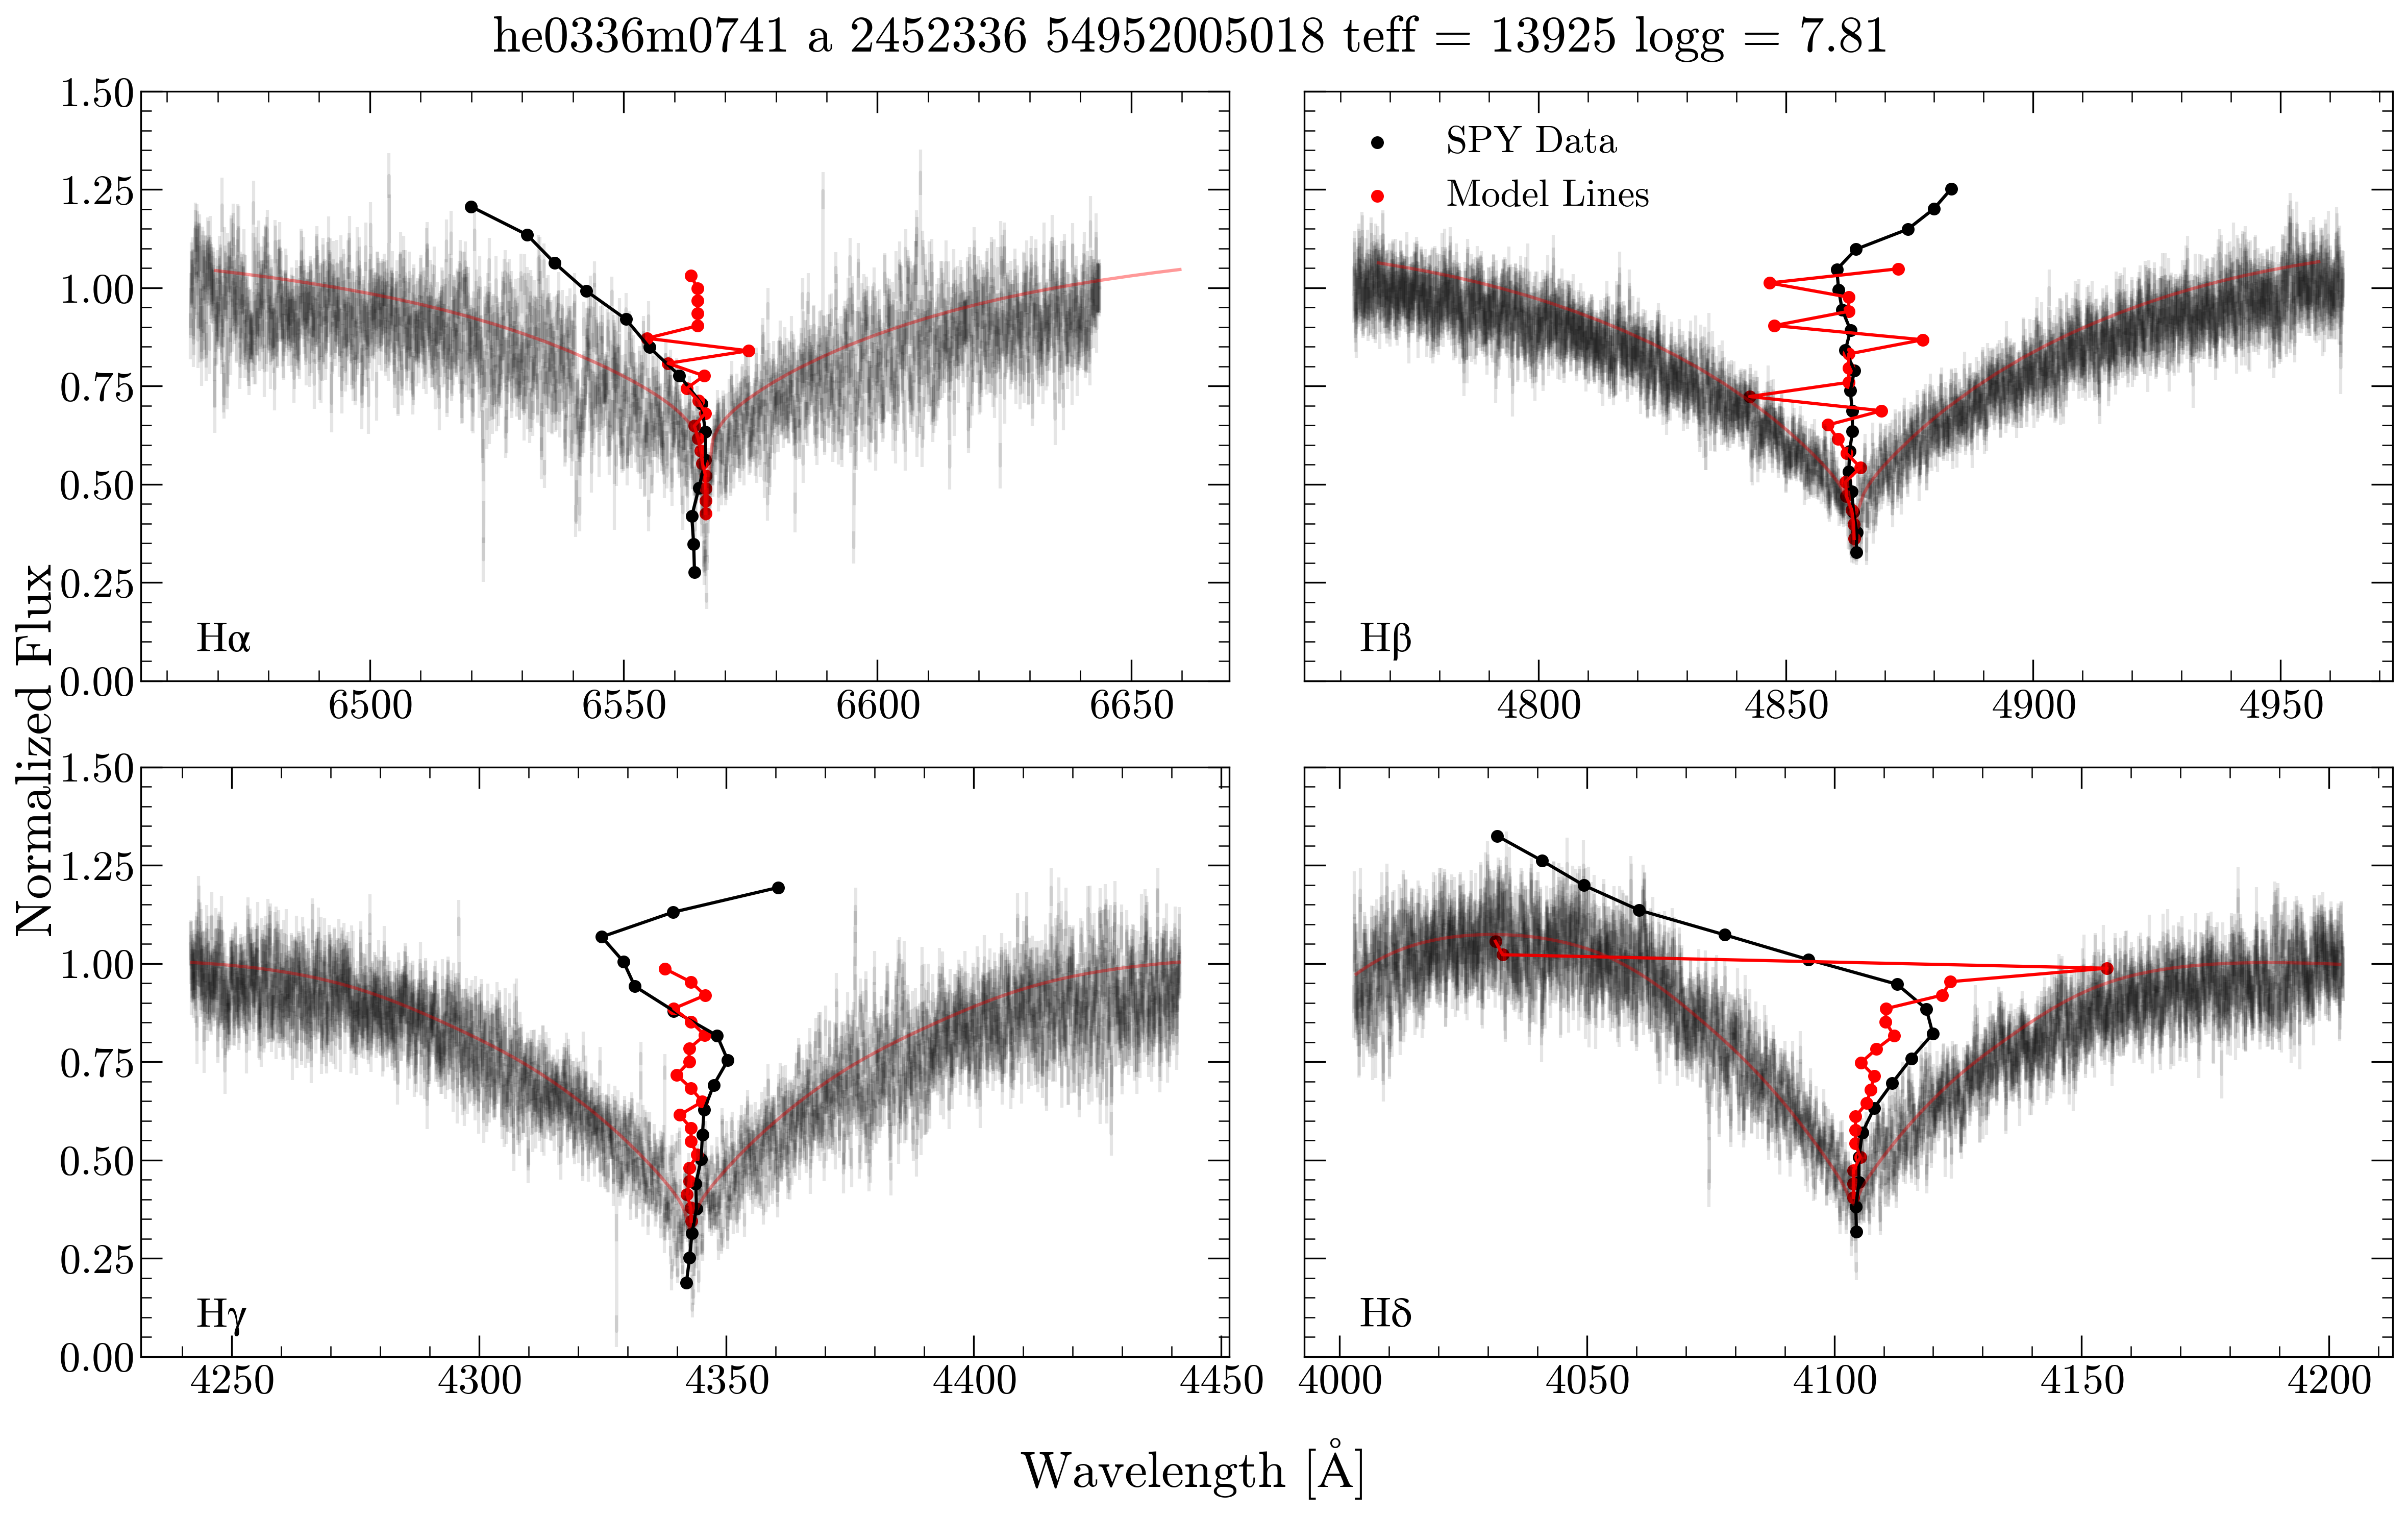 he0336m0741 a 2452336 54952005018 teff = 13925 logg = 7.81
Normalized Flux
1.50
1.25
1.00
0.75
0.50
0.25
0.00
Hα
6500 6550 6600 6650
SPY Data
Model Lines
Hβ
4800 4850 4900 4950
1.50
1.25
1.00
0.75
0.50
0.25
0.00
Hγ
4250 4300 4350 4400 4450
Hδ
4000 4050 4100 4150 4200
Wavelength [Å]